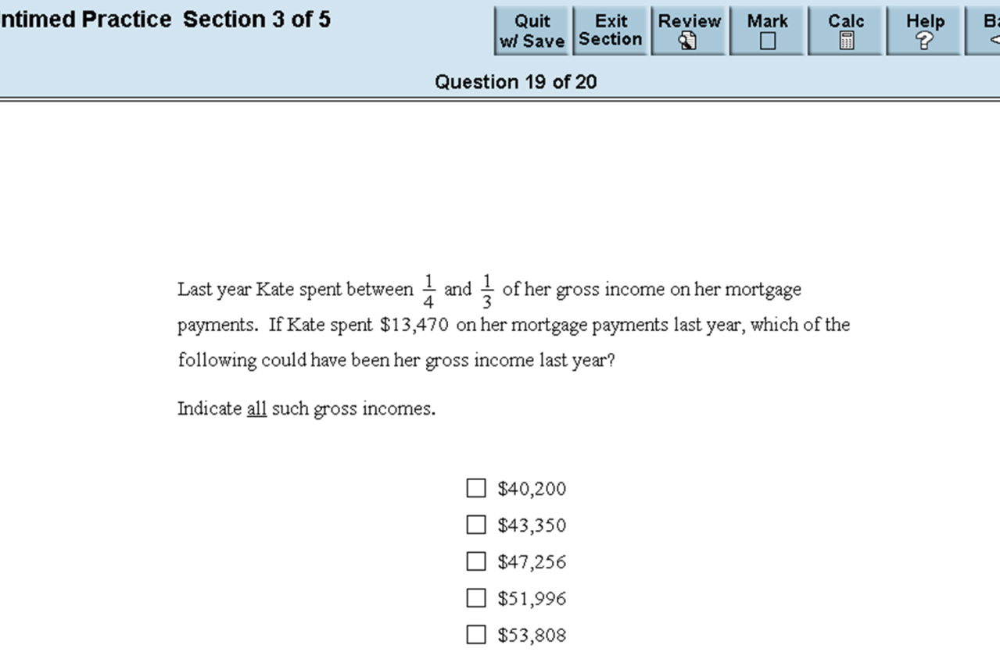 ntimed Practice Section 3 of 5
Quit w/ Save
Exit Section
Review
Mark
Calc
Help
Question 19 of 20
Last year Kate spent between 1/4 and 1/3 of her gross income on her mortgage
payments. If Kate spent $13,470 on her mortgage payments last year, which of the
following could have been her gross income last year?
Indicate all such gross incomes.
$40,200
$43,350
$47,256
$51,996
$53,808